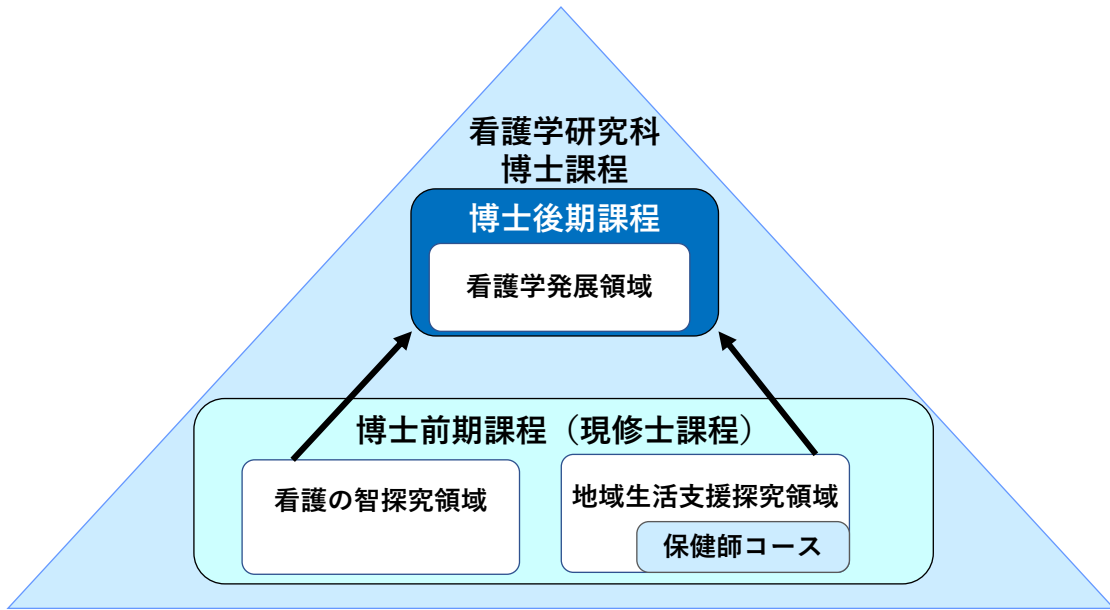 看護学研究科
博士課程
博士後期課程
看護学発展領域
博士前期課程（現修士課程）
看護の智探究領域
地域生活支援探究領域
保健師コース